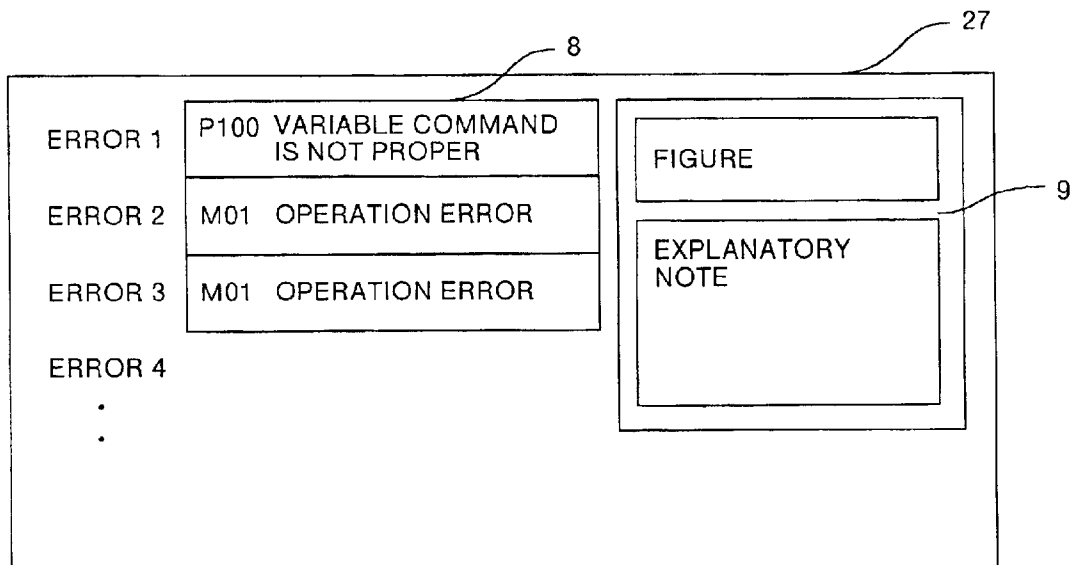 27
8
ERROR 1
P100 VARIABLE COMMAND
IS NOT PROPER
ERROR 2
M01 OPERATION ERROR
ERROR 3
M01 OPERATION ERROR
ERROR 4
FIGURE
9
EXPLANATORY
NOTE